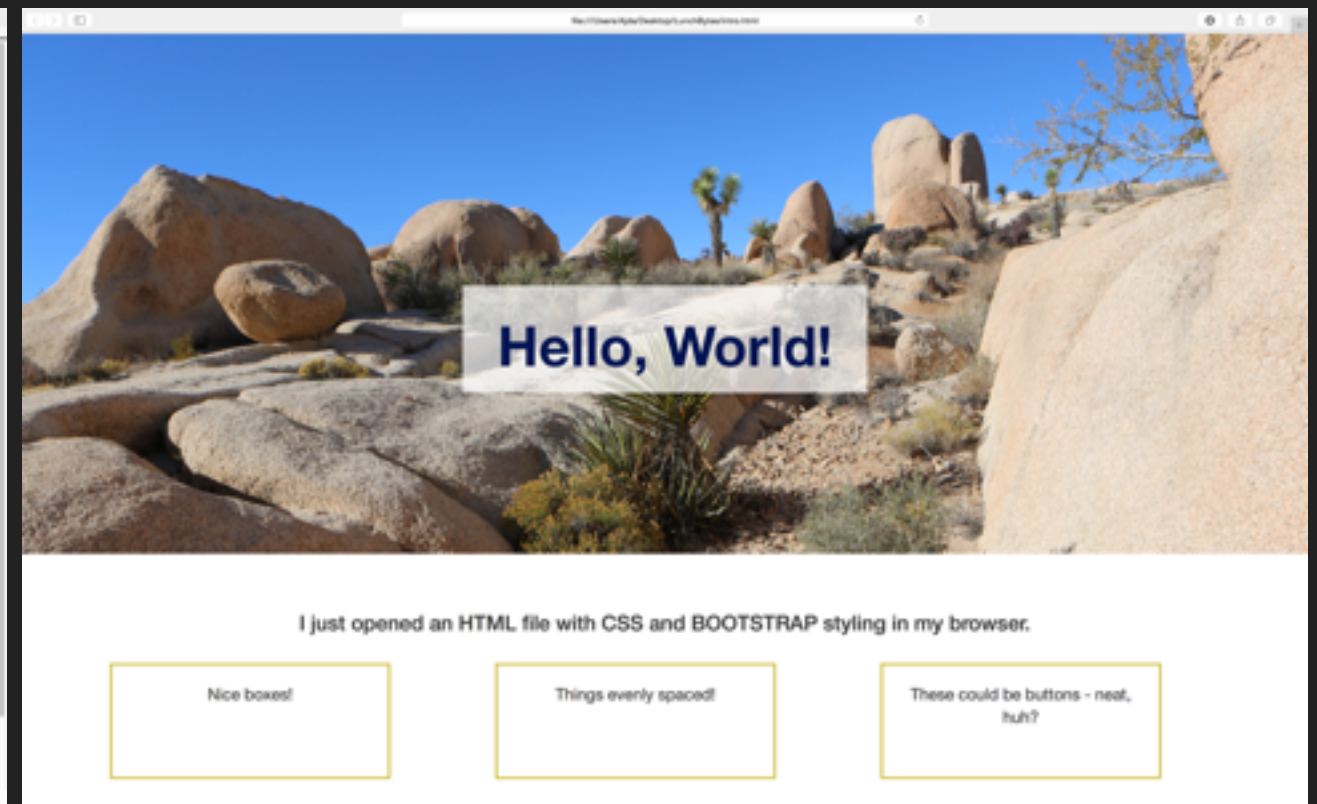 Hello, World!
I just opened an HTML file with CSS and BOOTSTRAP styling in my browser.
Nice boxes!
Things evenly spaced!
These could be buttons - neat,
huh?